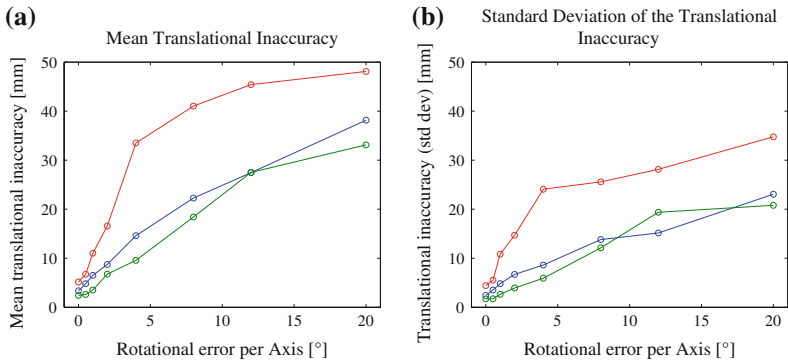 (a)
Mean Translational Inaccuracy
Mean translational inaccuracy [mm]
50
40
30
20
10
0
0
5
10
15
20
Rotational error per Axis [°]
(b)
Standard Deviation of the Translational
Inaccuracy
Translational inaccuracy (std dev) [mm]
50
40
30
20
10
0
0
5
10
15
20
Rotational error per Axis [°]